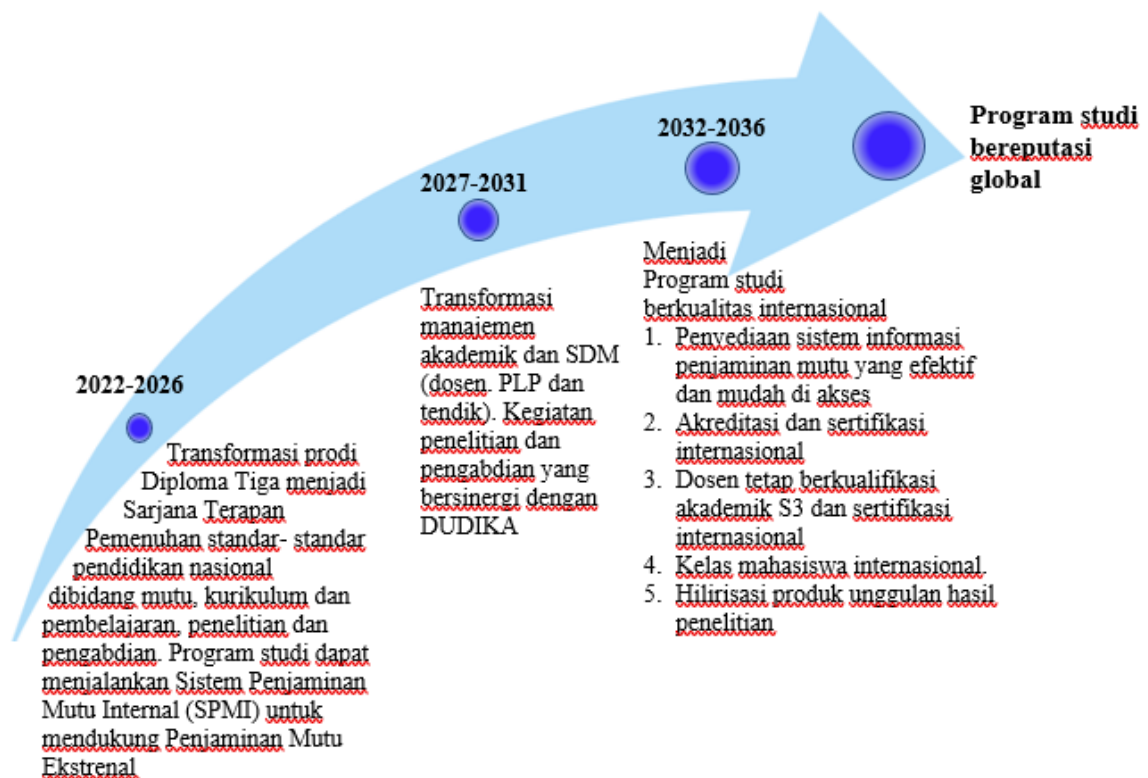 2022-2026
Transformasi prodi
Diploma Tiga menjadi
Sarjana Terapan
Pemenuhan standar- standar
pendidikan nasional
dibidang mutu, kurikulum dan
pembelajaran, penelitian dan
pengabdian. Program studi dapat
menjalankan Sistem Penjaminan
Mutu Internal (SPMI) untuk
mendukung Penjaminan Mutu
Ekstrenal
2027-2031
Transformasi
manajemen
akademik dan SDM
(dosen. PLP dan
tendik). Kegiatan
penelitian dan
pengabdian yang
bersinergi dengan
DUDIKA
2032-2036
Menjadi
Program studi
berkualitas internasional
1. Penyediaan sistem informasi
penjaminan mutu yang efektif
dan mudah di akses
2. Akreditasi dan sertifikasi
internasional
3. Dosen tetap berkualifikasi
akademik S3 dan sertifikasi
internasional
4. Kelas mahasiswa internasional.
5. Hilirisasi produk unggulan hasil
penelitian
Program studi
bereputasi
global